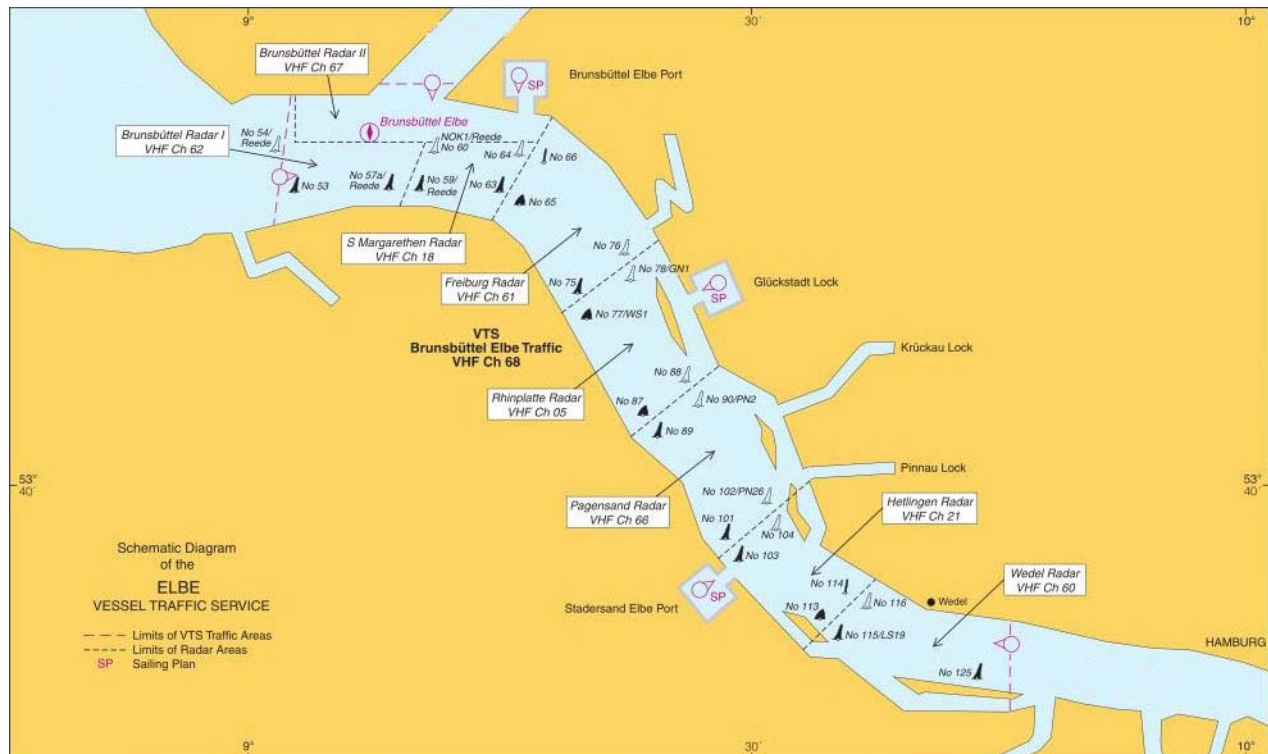 9°
30´
10°
Brunsbüttel Radar II
VHF Ch 67
SP
Brunsbüttel Elbe Port
Brunsbüttel Elbe
Brunsbüttel Radar I
VHF Ch 62
No 54/
Reede
NOK1/Reede
No 60
No 64
No 66
No 53
No 57a/
Reede
No 59/
Reede
No 63
No 65
S Margarethen Radar
VHF Ch 18
No 76
No 78/GN1
Freiburg Radar
VHF Ch 61
No 75
SP
Glückstadt Lock
No 77/WS1
VTS
Brunsbüttel Elbe Traffic
VHF Ch 68
Krückau Lock
No 88
Rhinplatte Radar
VHF Ch 05
No 87
No 90/PN2
No 89
Pinnau Lock
53°
40´
53°
40´
No 102/PN26
Hetlingen Radar
VHF Ch 21
Pagensand Radar
VHF Ch 66
No 101
No 104
No 103
Schematic Diagram
of the
ELBE
VESSEL TRAFFIC SERVICE
Wedel Radar
VHF Ch 60
No 114
SP
Stadersand Elbe Port
No 113
No 116
Wedel
Limits of VTS Traffic Areas
Limits of Radar Areas
SP Sailing Plan
No 115/LS19
HAMBURG
No 125
9°
30´
10°